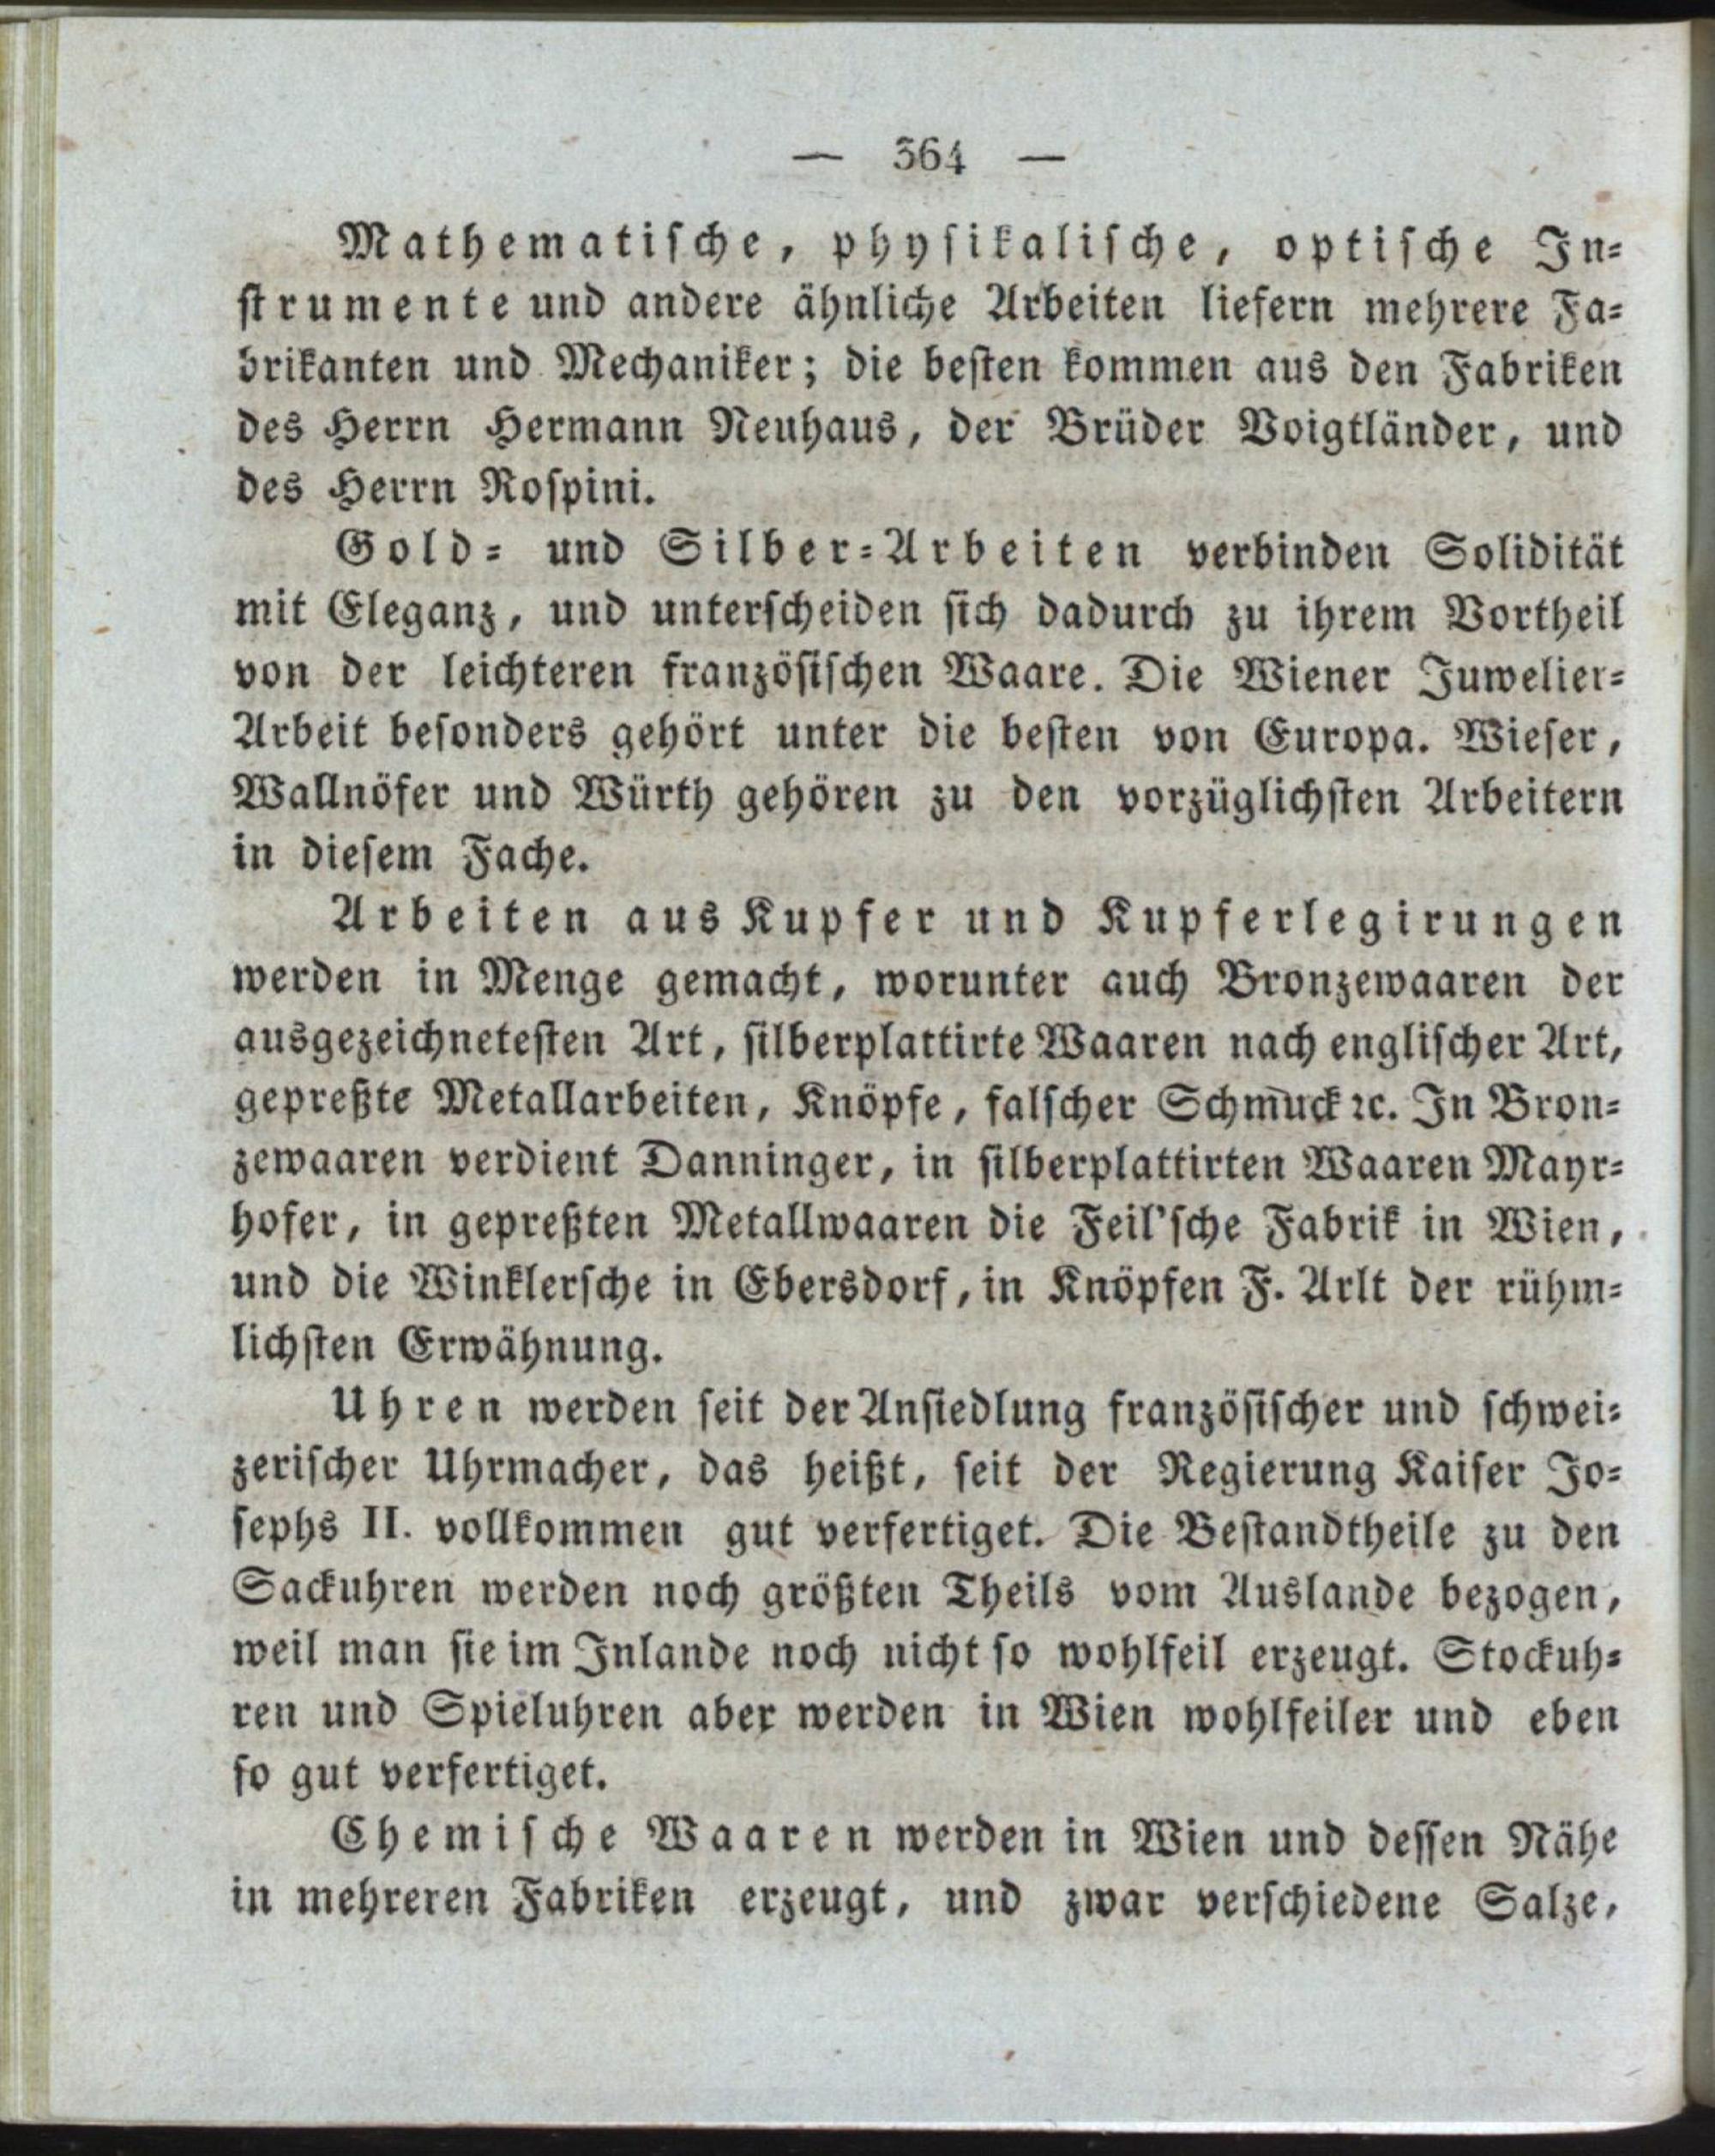 — 364 —
Mathematische, physikalische, optische In-
strumente und andere ähnliche Arbeiten liefern mehrere Fa-
brikanten und Mechaniker; die besten kommen aus den Fabriken
des Herrn Hermann Neuhaus, der Brüder Voigtländer, und
des Herrn Rospini.
Gold- und Silber-Arbeiten verbinden Solidität
mit Eleganz, und unterscheiden sich dadurch zu ihrem Vortheil
von der leichteren französischen Waare. Die Wiener Juwelier-
Arbeit besonders gehört unter die besten von Europa. Wieser,
Wallnöfer und Würth gehören zu den vorzüglichsten Arbeitern
in diesem Fache.
Arbeiten aus Kupfer und Kupferlegirungen
werden in Menge gemacht, worunter auch Bronzewaaren der
ausgezeichnetesten Art, silberplattirte Waaren nach englischer Art,
gepreßte Metallarbeiten, Knöpfe, falscher Schmuck ꝛc. In Bron-
zewaaren verdient Danninger, in silberplattirten Waaren Mayr-
hofer, in gepreßten Metallwaaren die Feil'sche Fabrik in Wien,
und die Winklersche in Ebersdorf, in Knöpfen F. Arlt der rühm-
lichsten Erwähnung.
Uhren werden seit der Ansiedlung französischer und schwei-
zerischer Uhrmacher, das heißt, seit der Regierung Kaiser Jo-
sephs II. vollkommen gut verfertiget. Die Bestandtheile zu den
Sackuhren werden noch größten Theils vom Auslande bezogen,
weil man sie im Inlande noch nicht so wohlfeil erzeugt. Stockuh-
ren und Spieluhren aber werden in Wien wohlfeiler und eben
so gut verfertiget.
Chemische Waaren werden in Wien und dessen Nähe
in mehreren Fabriken erzeugt, und zwar verschiedene Salze,